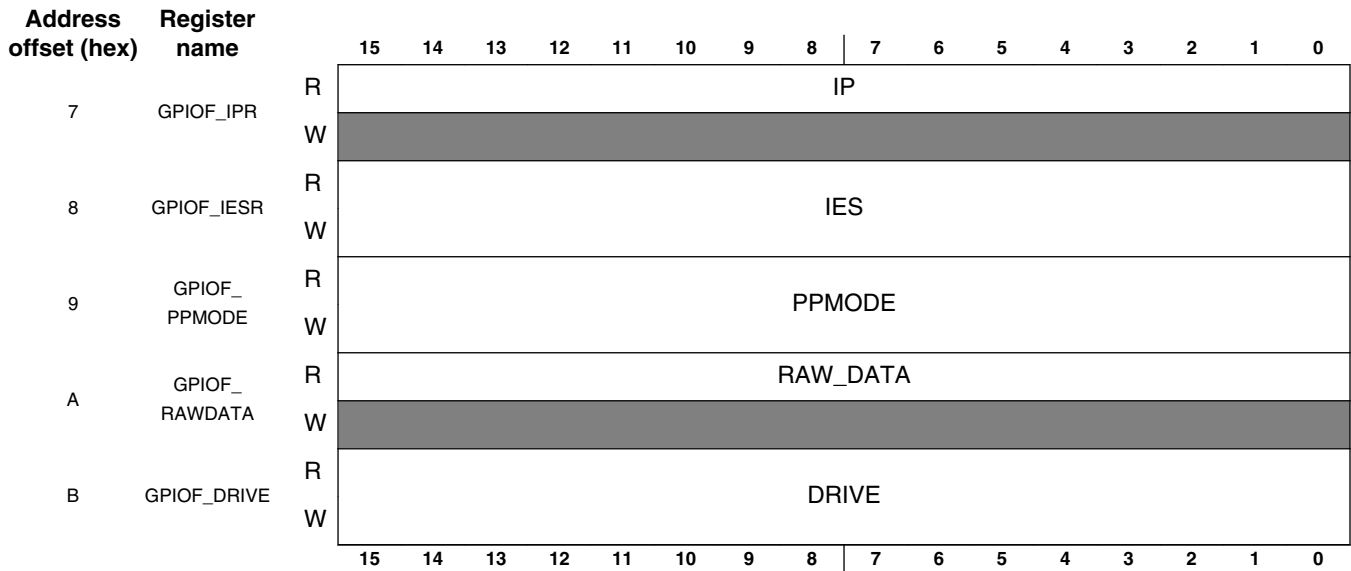 Address Register
offset (hex) name 15 14 13 12 11 10 9 8 7 6 5 4 3 2 1 0
R IP
7 GPIOF_IPR
W
R
8 GPIOF_IESR IES
W
R
9 GPIOF_ PPMODE
PPMODE
W
R RAW_DATA
A GPIOF_
RAWDATA
W
R
B GPIOF_DRIVE DRIVE
W
15 14 13 12 11 10 9 8 7 6 5 4 3 2 1 0